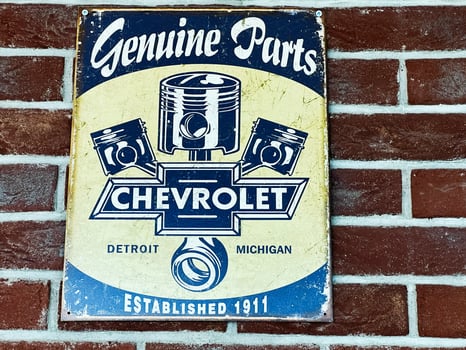 Genuine Parts
CHEVROLET
DETROIT MICHIGAN
ESTABLISHED 1911